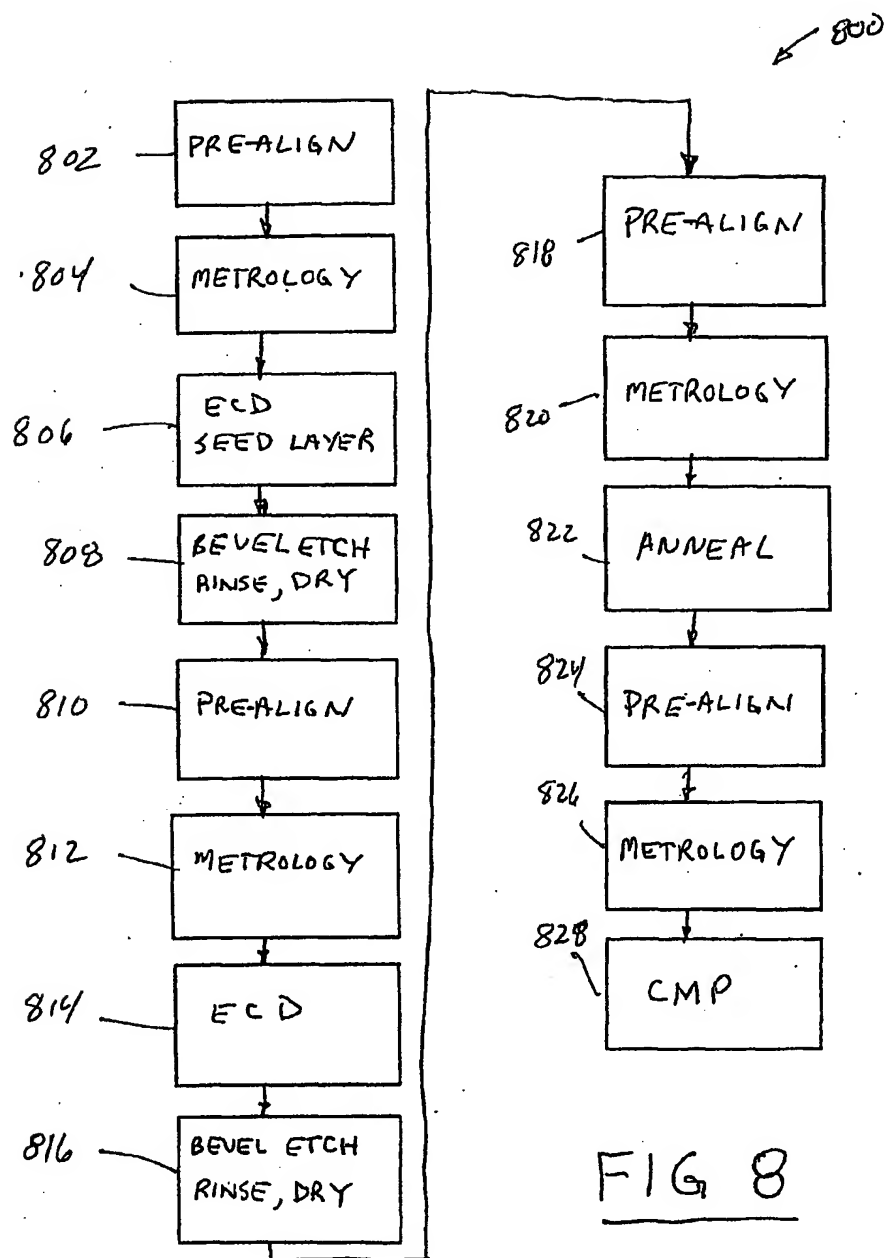 800
802
PRE-ALIGN
804
METROLOGY
806
ECD
SEED LAYER
808
BEVEL ETCH
RINSE, DRY
810
PRE-ALIGN
812
METROLOGY
814
ECD
816
BEVEL ETCH
RINSE, DRY
818
PRE-ALIGN
820
METROLOGY
822
ANNEAL
824
PRE-ALIGN
826
METROLOGY
828
CMP
FIG 8